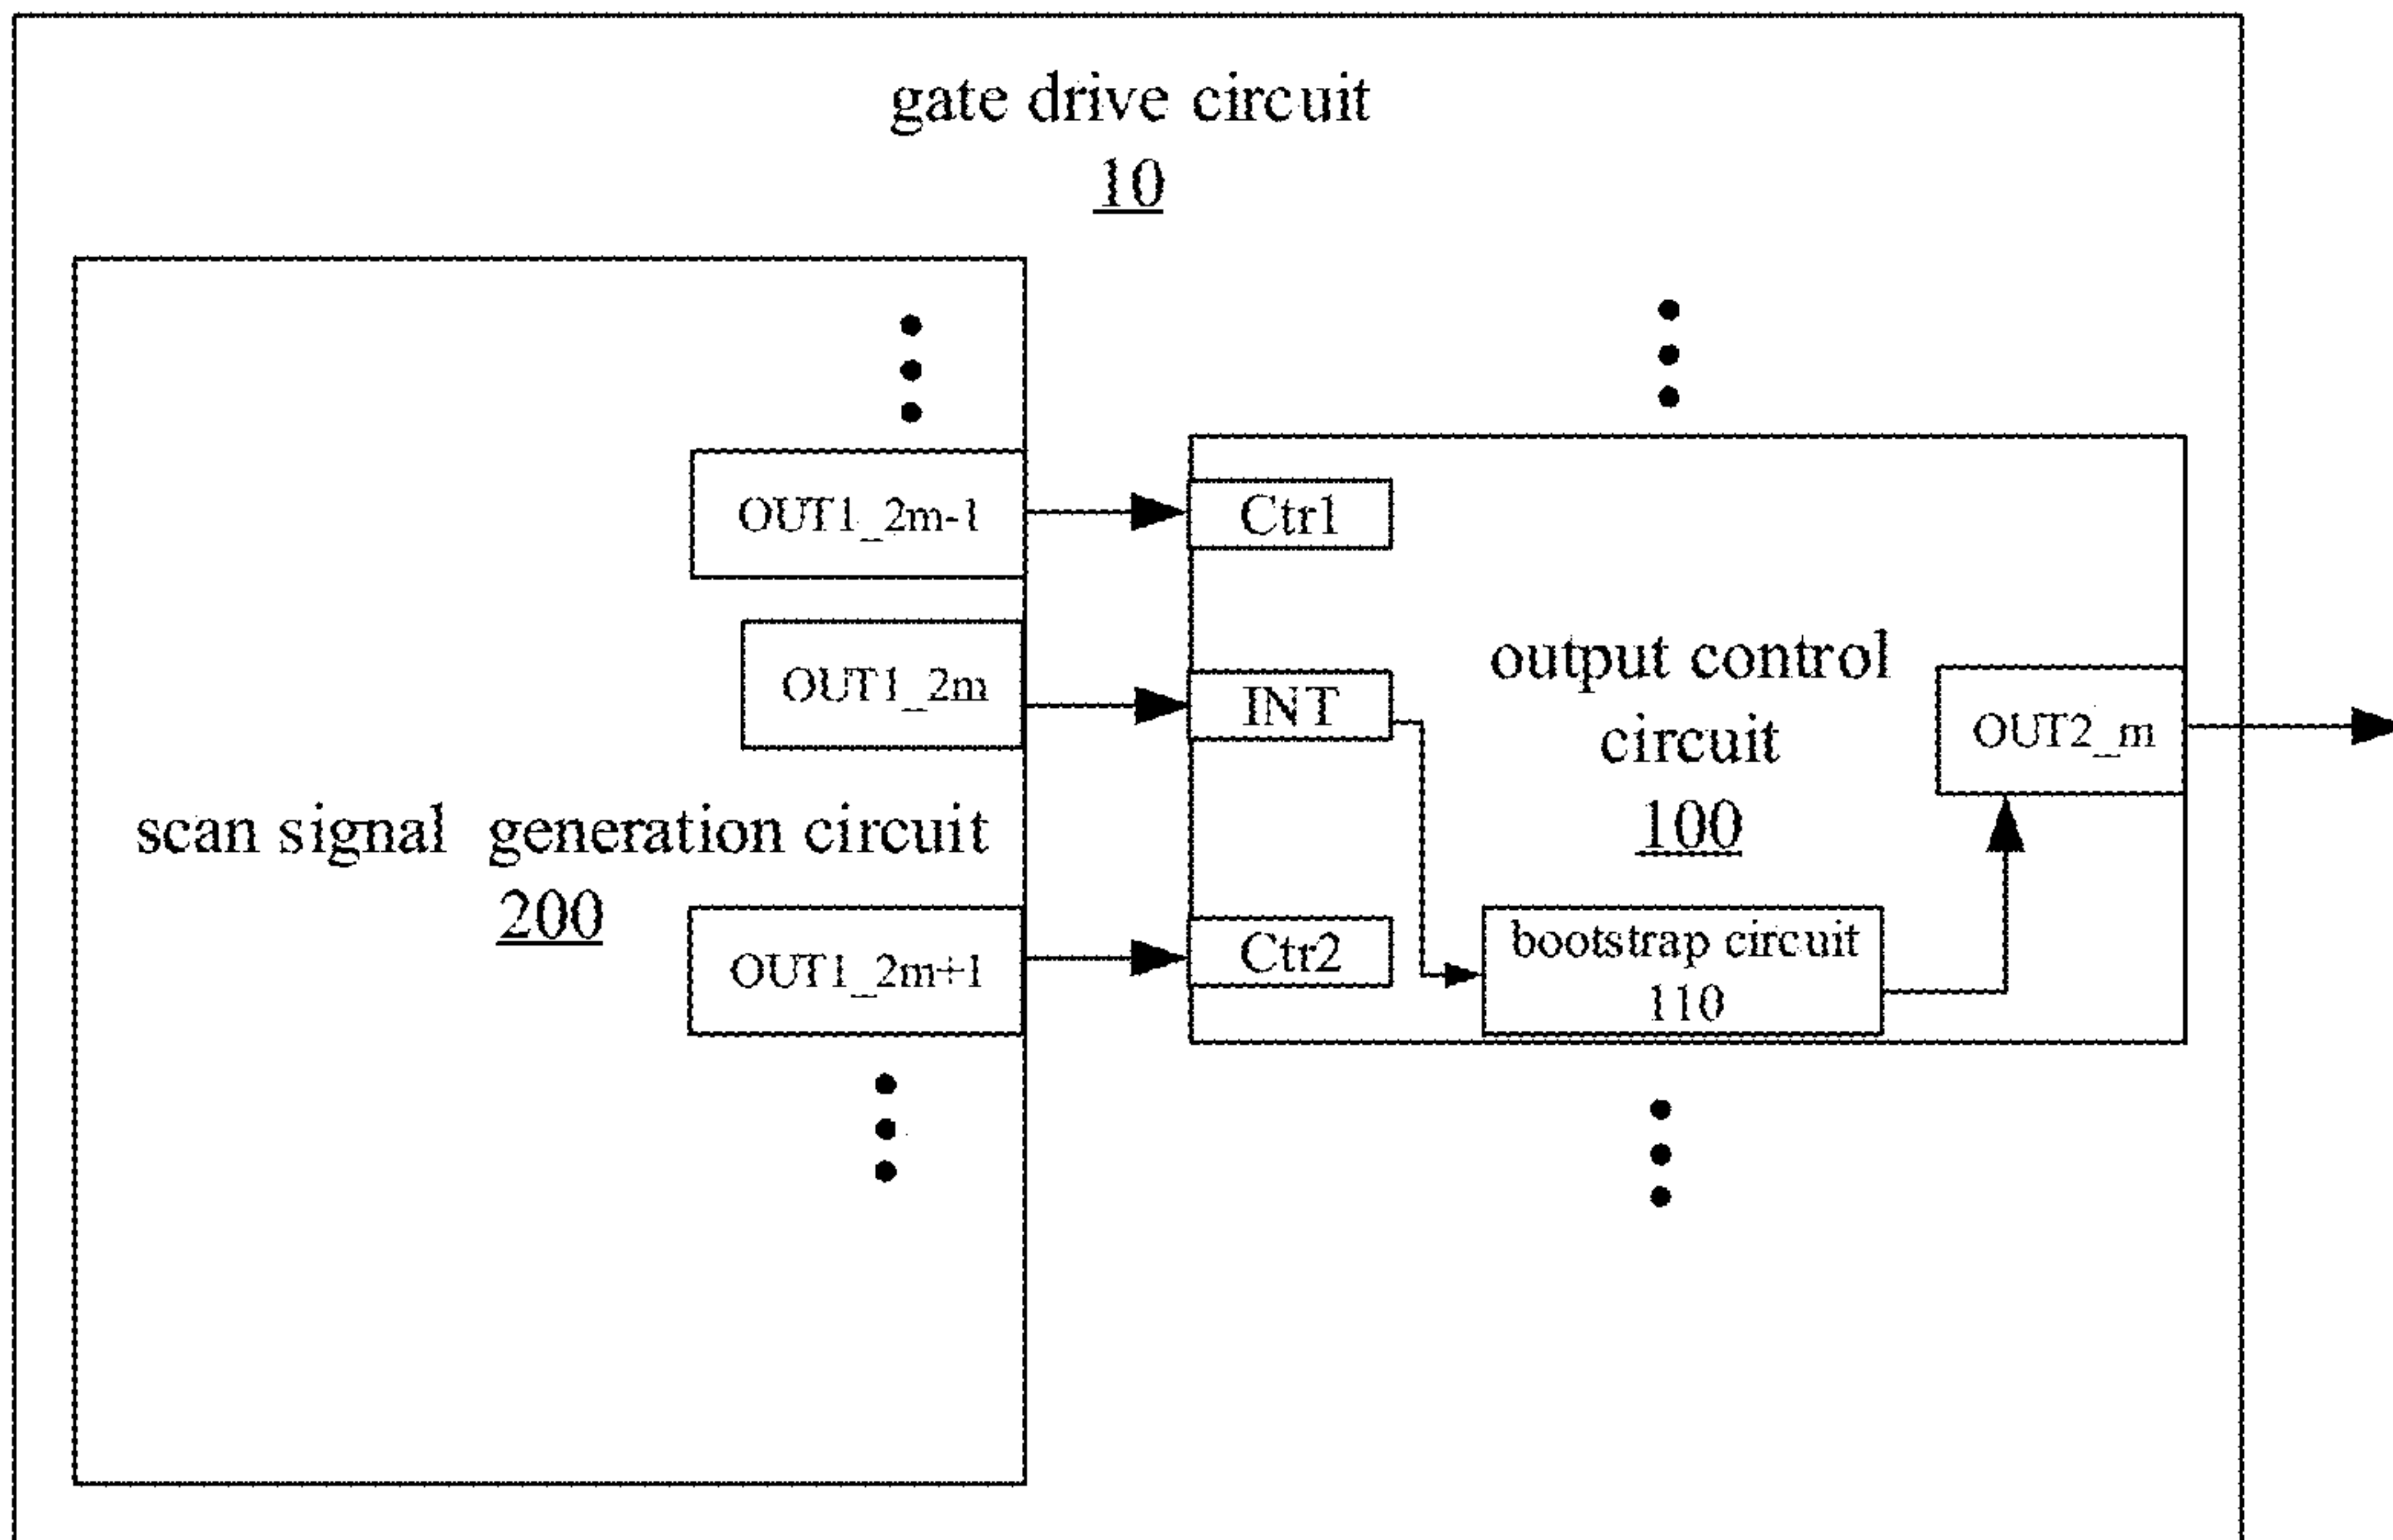 gate drive circuit
10
OUT1_2m-1
OUT1_2m
scan signal generation circuit
200
OUT1_2m+1
Ctr1
INT
Ctr2
output control
circuit
100
bootstrap circuit
110
OUT2_m